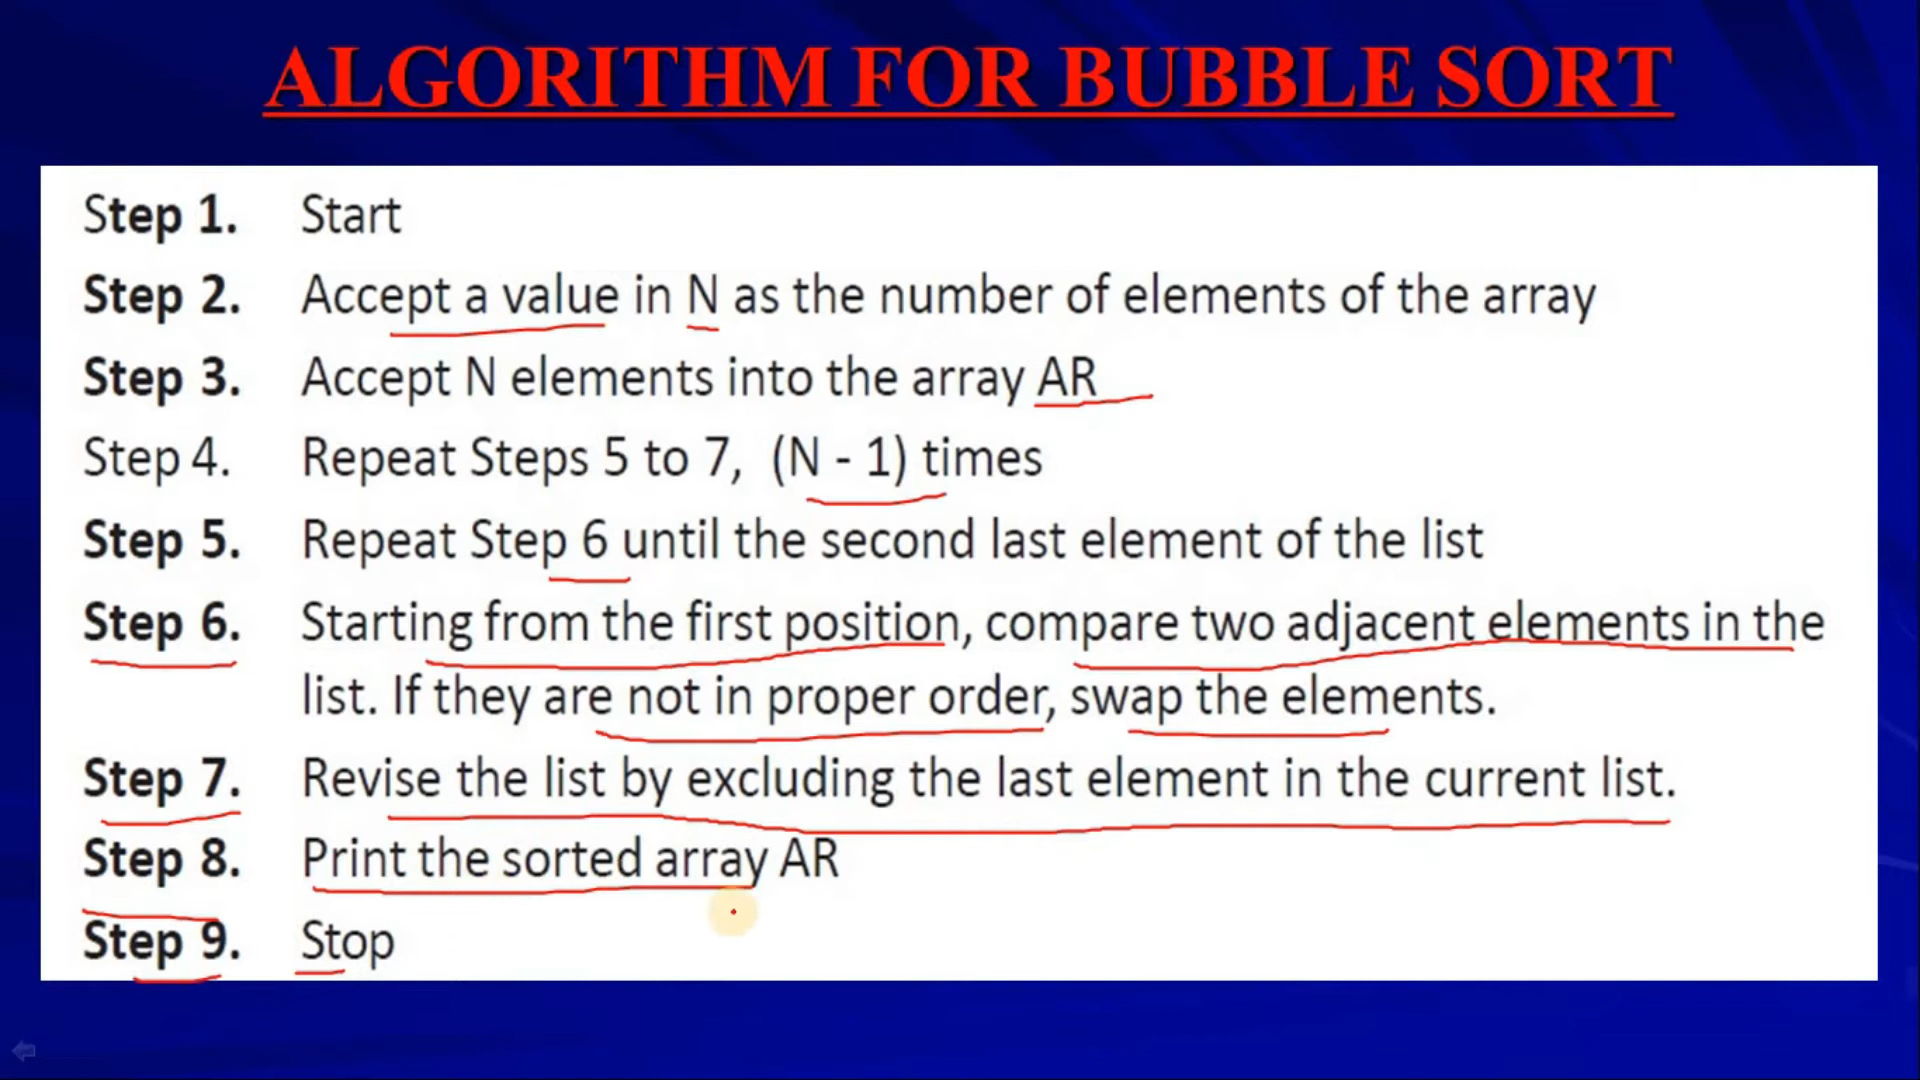 ALGORITHM FOR BUBBLE SORT
Step 1. Start
Step 2. Accept a value in N as the number of elements of the array
Step 3. Accept N elements into the array AR
Step 4. Repeat Steps 5 to 7, (N - 1) times
Step 5. Repeat Step 6 until the second last element of the list
Step 6. Starting from the first position, compare two adjacent elements in the
list. If they are not in proper order, swap the elements.
Step 7. Revise the list by excluding the last element in the current list.
Step 8. Print the sorted array AR
Step 9. Stop